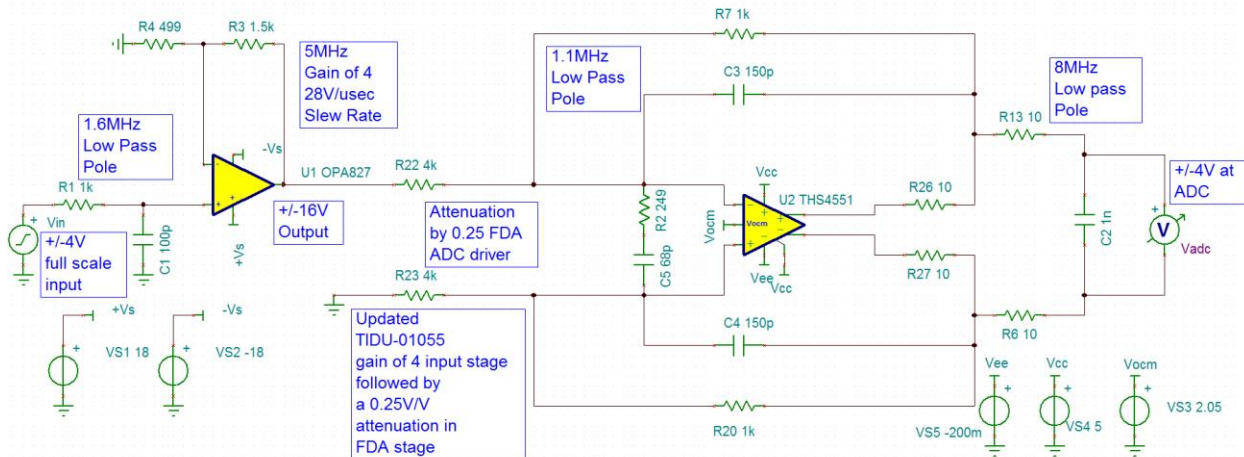 R4 499
R3 1.5k
5MHz
Gain of 4
28V/usec
Slew Rate
1.6MHz
Low Pass
Pole
-Vs
U1 OPA827
R1 1k
Vin
+
+/-4V
full scale
input
C1 100p
+Vs
+/-16V
Output
R22 4k
Attenuation
by 0.25 FDA
ADC driver
R7 1k
1.1MHz
Low Pass
Pole
C3 150p
8MHz
Low pass
Pole
R13 10
Vcc
U2 THS4551
R26 10
R2 249
Vocm
Vocm
C5 68p
Vee
Vcc
R27 10
C2 1n
+/-4V at
ADC
V
+
Vadc
R23 4k
R6 10
C4 150p
Updated
TIDU-01055
gain of 4 input stage
followed by
a 0.25V/V
attenuation in
FDA stage
R20 1k
+Vs
-Vs
VS1 18
VS2 -18
Vee
Vcc
Vocm
VS5 -200m
VS4 5
VS3 2.05